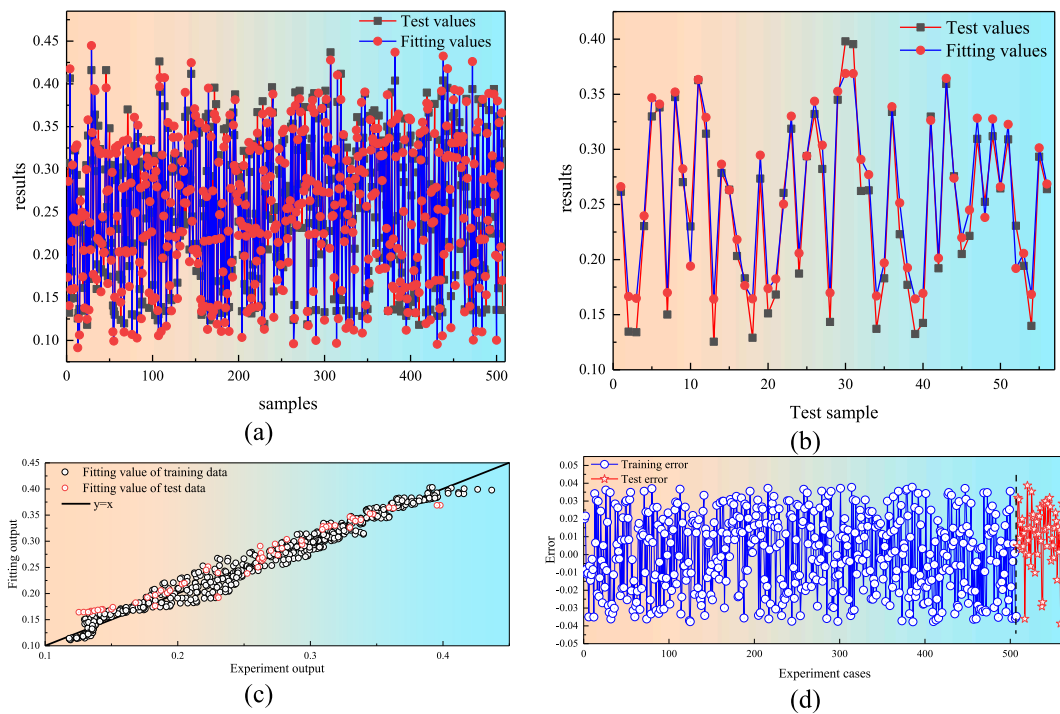 Test values
Fitting values
0.45
0.40
0.35
0.30
0.25
0.20
0.15
0.10
results
0 100 200 300 400 500
samples
(a)
Test values
Fitting values
0.40
0.35
0.30
0.25
0.20
0.15
0.10
results
0 10 20 30 40 50
Test sample
(b)
Fitting value of training data
Fitting value of test data
y=x
0.45
0.40
0.35
0.30
0.25
0.20
0.15
0.10
Fitting output
0.1 0.2 0.3 0.4
Experiment output
(c)
Training error
Test error
0.05
0.04
0.03
0.02
0.01
0.00
-0.01
-0.02
-0.03
-0.04
-0.05
Error
0 100 200 300 400 500
Experiment cases
(d)